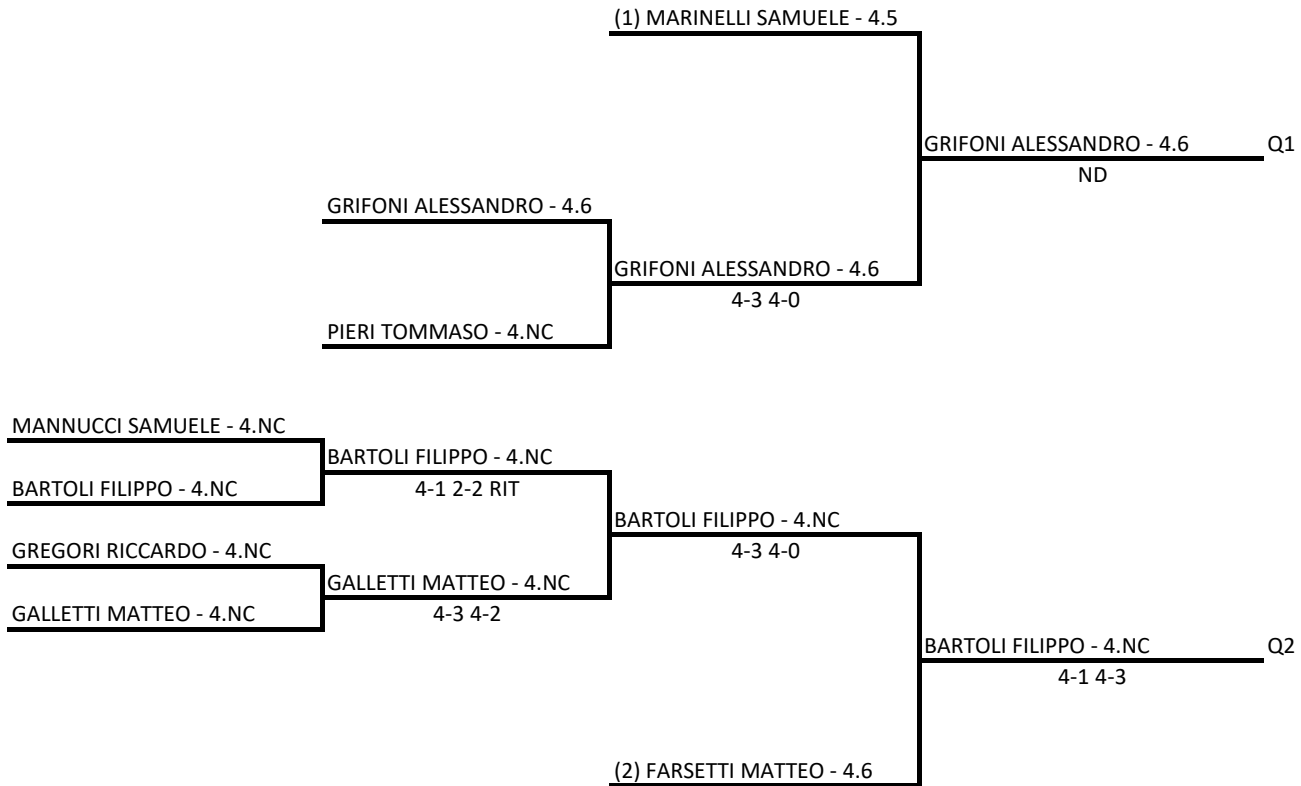 (1) MARINELLI SAMUELE - 4.5
GRIFONI ALESSANDRO - 4.6 Q1
ND
GRIFONI ALESSANDRO - 4.6
GRIFONI ALESSANDRO - 4.6
4-3 4-0
PIERI TOMMASO - 4.NC
MANNUCCI SAMUELE - 4.NC
BARTOLI FILIPPO - 4.NC
BARTOLI FILIPPO - 4.NC
4-1 2-2 RIT
BARTOLI FILIPPO - 4.NC
GREGORI RICCARDO - 4.NC
4-3 4-0
GALLETTI MATTEO - 4.NC
GALLETTI MATTEO - 4.NC
4-3 4-2
BARTOLI FILIPPO - 4.NC Q2
4-1 4-3
(2) FARSETTI MATTEO - 4.6